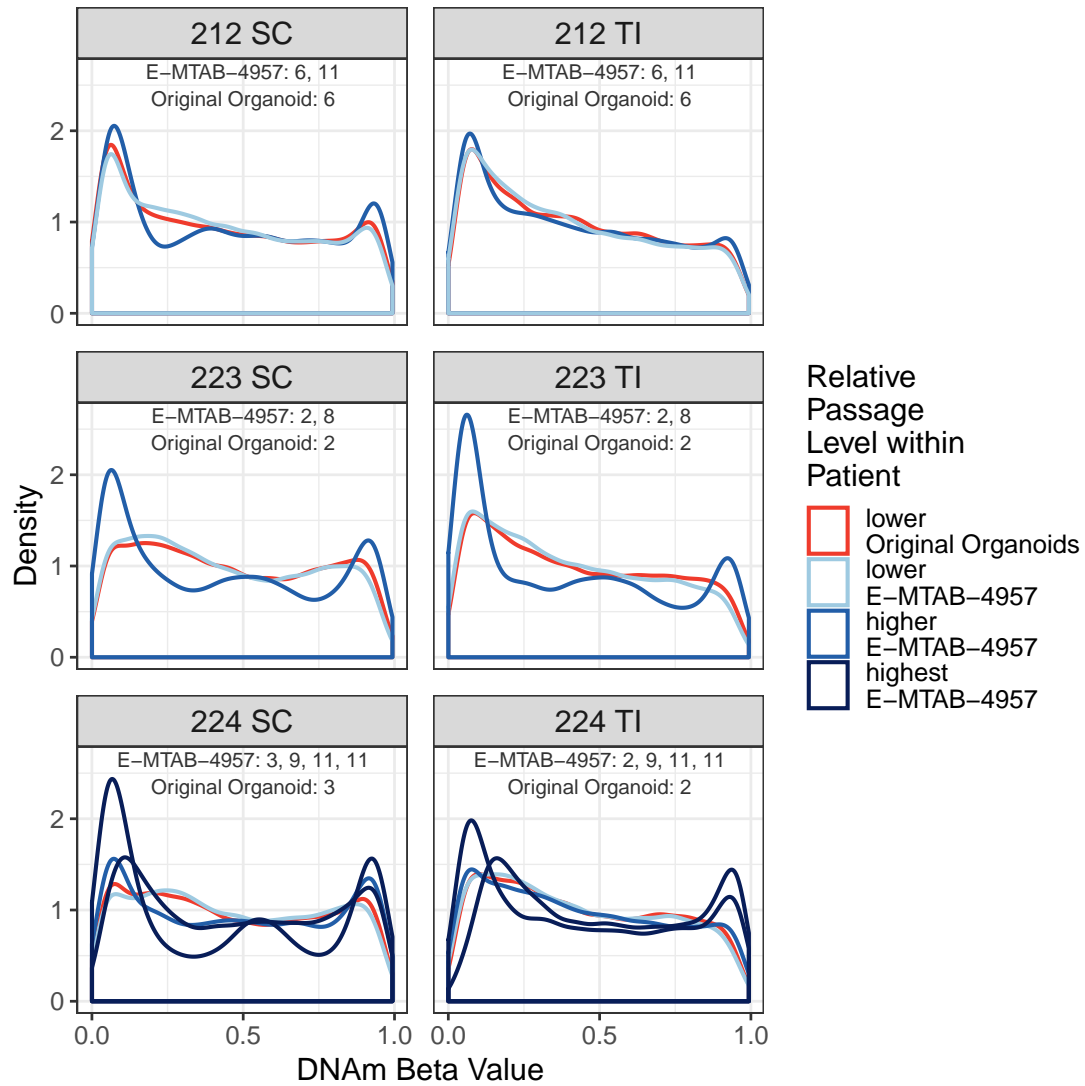 212 SC
212 TI
E−MTAB−4957: 6, 11
Original Organoid: 6
E−MTAB−4957: 6, 11
Original Organoid: 6
2
1
0
223 SC
223 TI
E−MTAB−4957: 2, 8
Original Organoid: 2
E−MTAB−4957: 2, 8
Original Organoid: 2
2
1
0
224 SC
224 TI
E−MTAB−4957: 3, 9, 11, 11
Original Organoid: 3
E−MTAB−4957: 2, 9, 11, 11
Original Organoid: 2
2
1
0
0.0
0.5
1.0
0.0
0.5
1.0
DNAm Beta Value
Density
Relative
Passage
Level within
Patient
lower
Original Organoids
lower
E−MTAB−4957
higher
E−MTAB−4957
highest
E−MTAB−4957